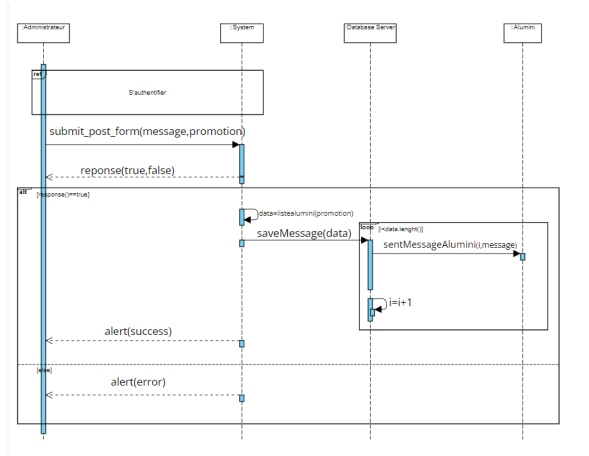 :Administrateur
::System
Database Server
::Alumini
ref
S'authentifier
submit_post_form(message,promotion)
reponse(true,false)
alt
[response()==true]
data=listealumini(promotion)
saveMessage(data)
loop
[i<data.lenght()]
sentMessageAlumini(i,message)
i=i+1
alert(success)
[else]
alert(error)